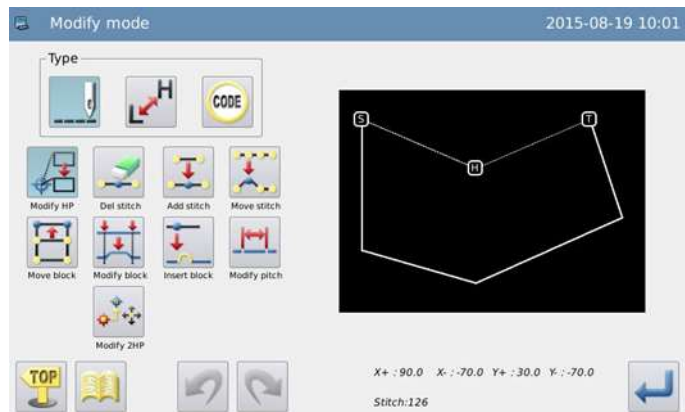 Modify mode 2015-08-19 10:01
Type
L H CODE
S T
H
Modify HP Del stitch Add stitch Move stitch
Move block Modify block Insert block Modify pitch
Modify 2HP
TOP
X+ : 90.0 X- : -70.0 Y+ : 30.0 Y- : -70.0
Stitch:126